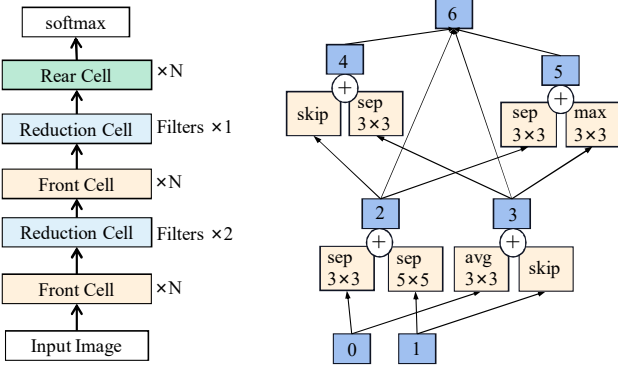 softmax
Rear Cell ×N
Reduction Cell Filters ×1
Front Cell ×N
Reduction Cell Filters ×2
Front Cell ×N
Input Image
6
4
5
+
+
skip
sep
3×3
sep
3×3
max
3×3
2
3
+
+
sep
3×3
sep
5×5
avg
3×3
skip
0
1